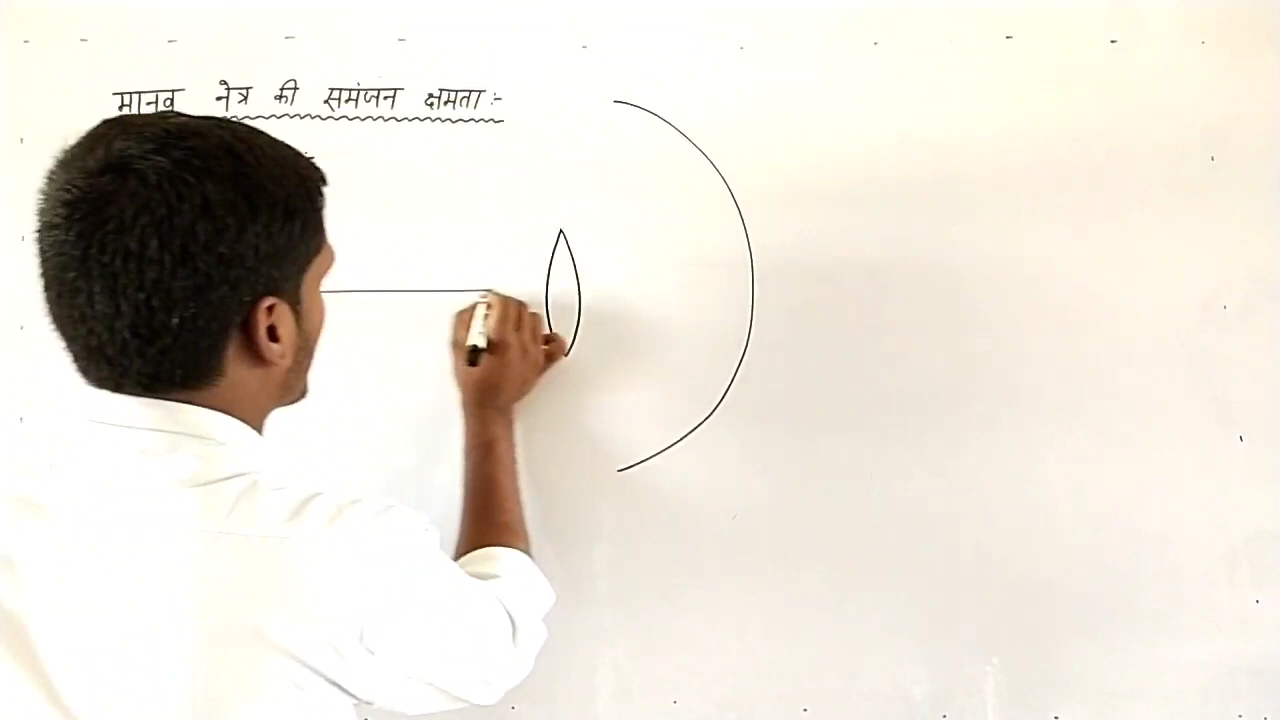 मानव नेत्र की समंजन क्षमता :-